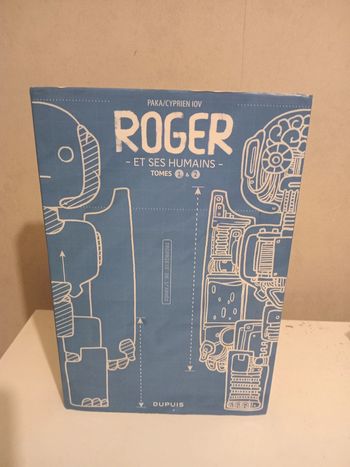 PAKA/CYPRIEN IOV
ROGER
- ET SES HUMAINS -
TOMES 1 & 2
DUPUIS